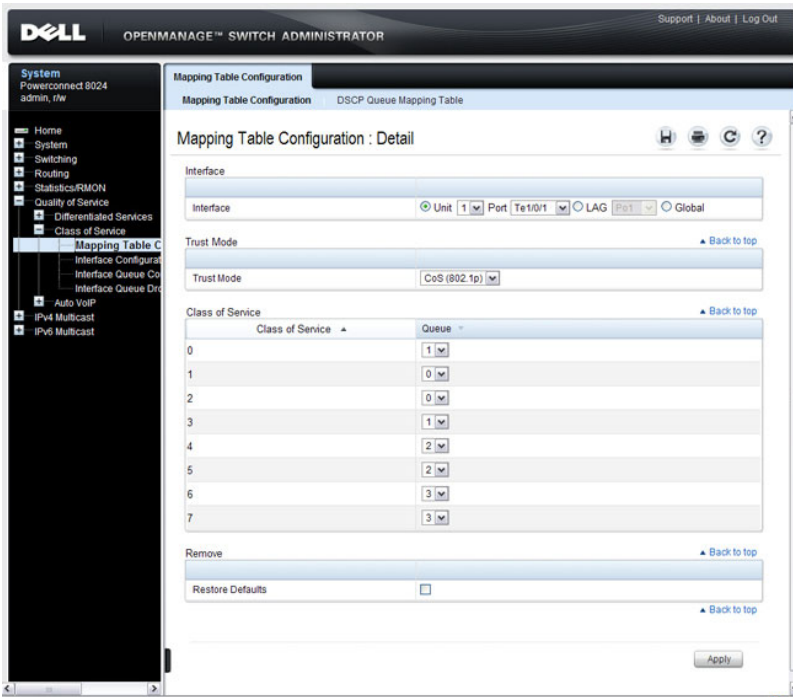 DELL
OPENMANAGE™ SWITCH ADMINISTRATOR
Support | About | Log Out
System
Powerconnect 8024
admin, r/w
Home
System
Switching
Routing
Statistics/RMON
Quality of Service
Differentiated Services
Class of Service
Mapping Table C
Interface Configurat
Interface Queue Co
Interface Queue Dro
Auto VoIP
IPv4 Multicast
IPv6 Multicast
Mapping Table Configuration
Mapping Table Configuration DSCP Queue Mapping Table
Mapping Table Configuration : Detail
Interface
Interface Unit 1 Port Te1/0/1 LAG Po1 Global
Trust Mode Back to top
Trust Mode CoS (802.1p)
Class of Service Back to top
Class of Service Queue
0 1
1 0
2 0
3 1
4 2
5 2
6 3
7 3
Remove Back to top
Restore Defaults
Back to top
Apply